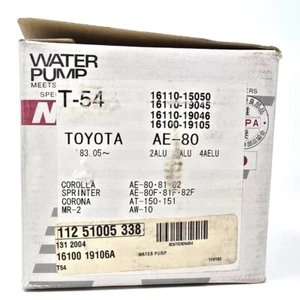 WATER
PUMP
MEETS
T-54
16110-15050
16110-19045
16110-19046
16100-19105
TOYOTA AE-80
'83.05~ 2ALU 3ALU 4AELU
COROLLA AE-80·81·82
SPRINTER AE-80F·81F·82F
CORONA AT-150·151
MR-2 AW-10
112 51005 338
131 2004
16100 19106A
WATER PUMP
T54